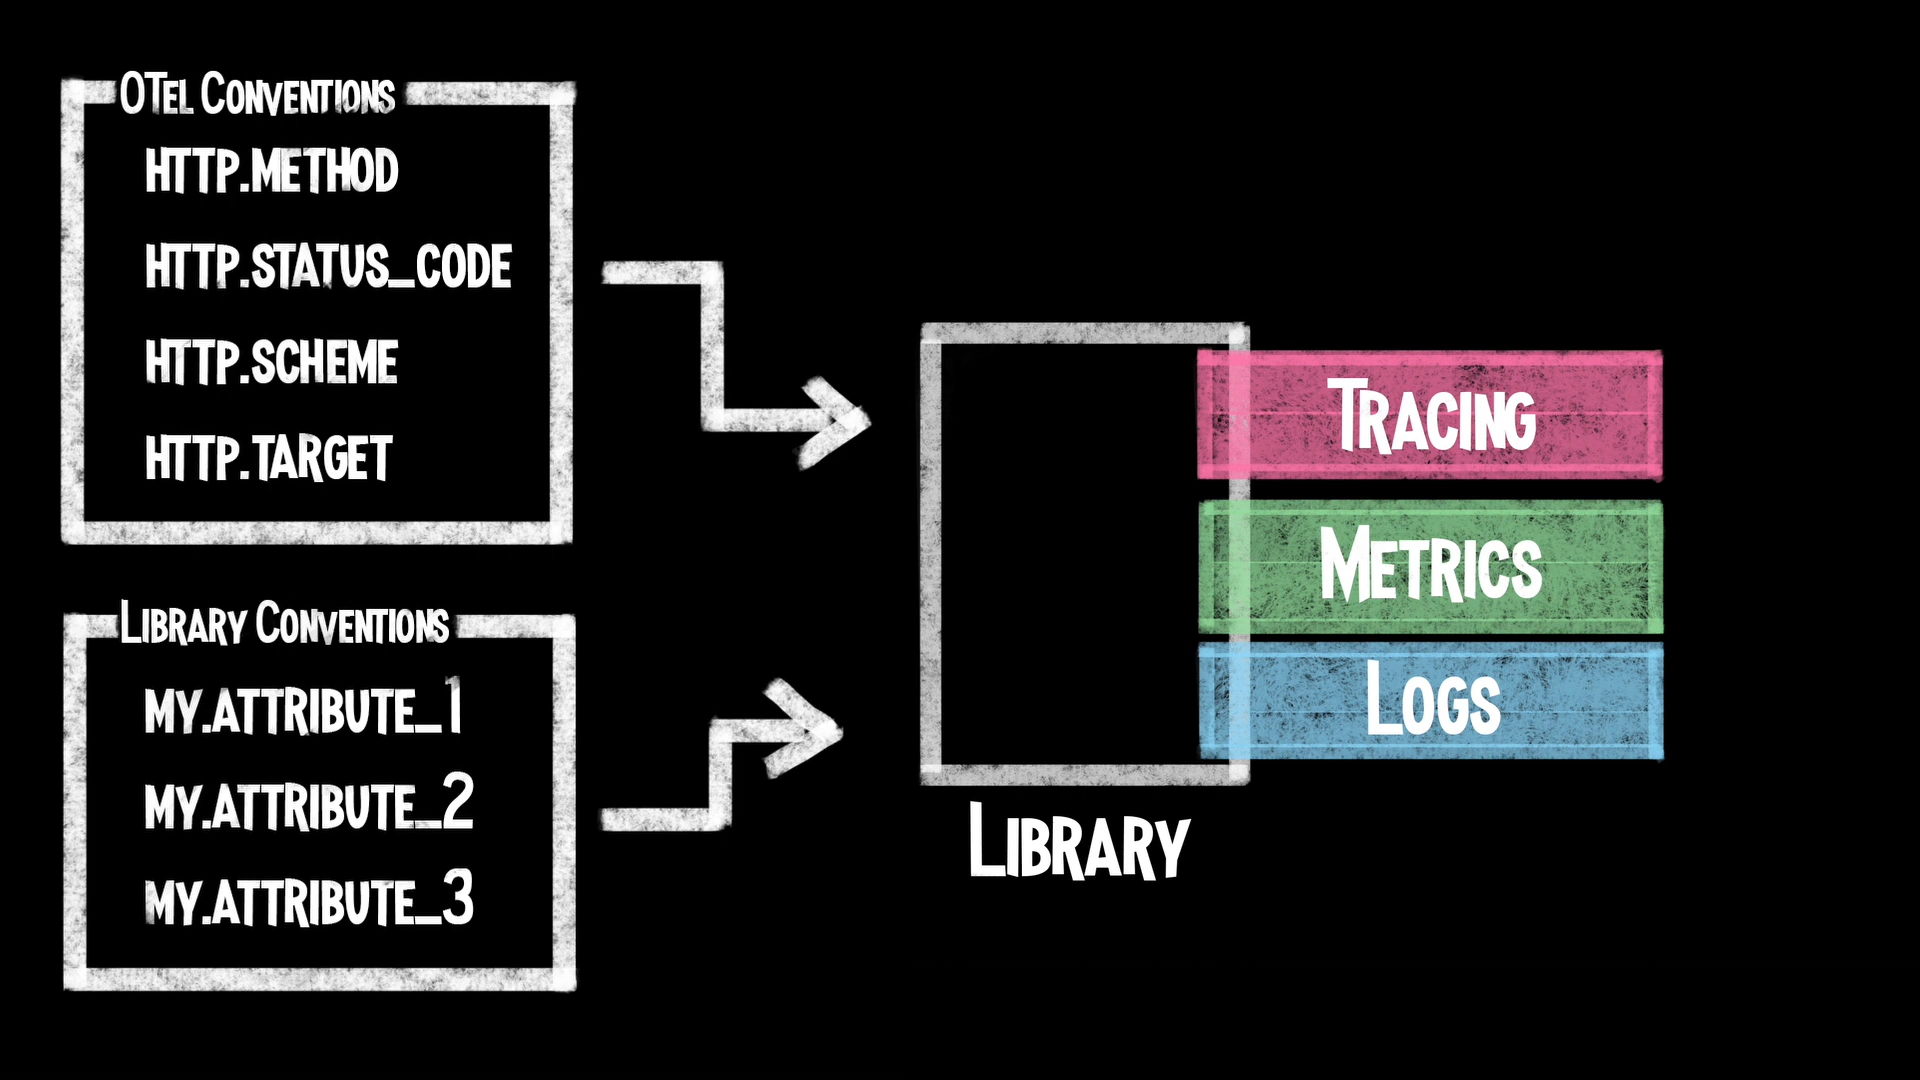 OTel Conventions
HTTP.METHOD
HTTP.STATUS_CODE
HTTP.SCHEME
HTTP.TARGET
Library Conventions
MY.ATTRIBUTE_1
MY.ATTRIBUTE_2
MY.ATTRIBUTE_3
Tracing
Metrics
Logs
Library